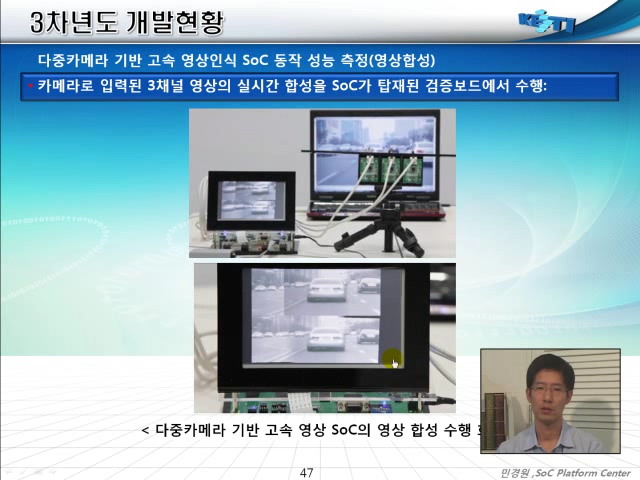 3차년도 개발현황
KETI
다중카메라 기반 고속 영상인식 SoC 동작 성능 측정(영상합성)
• 카메라로 입력된 3채널 영상의 실시간 합성을 SoC가 탑재된 검증보드에서 수행:
< 다중카메라 기반 고속 영상 SoC의 영상 합성 수행
47
민경원 ,SoC Platform Center